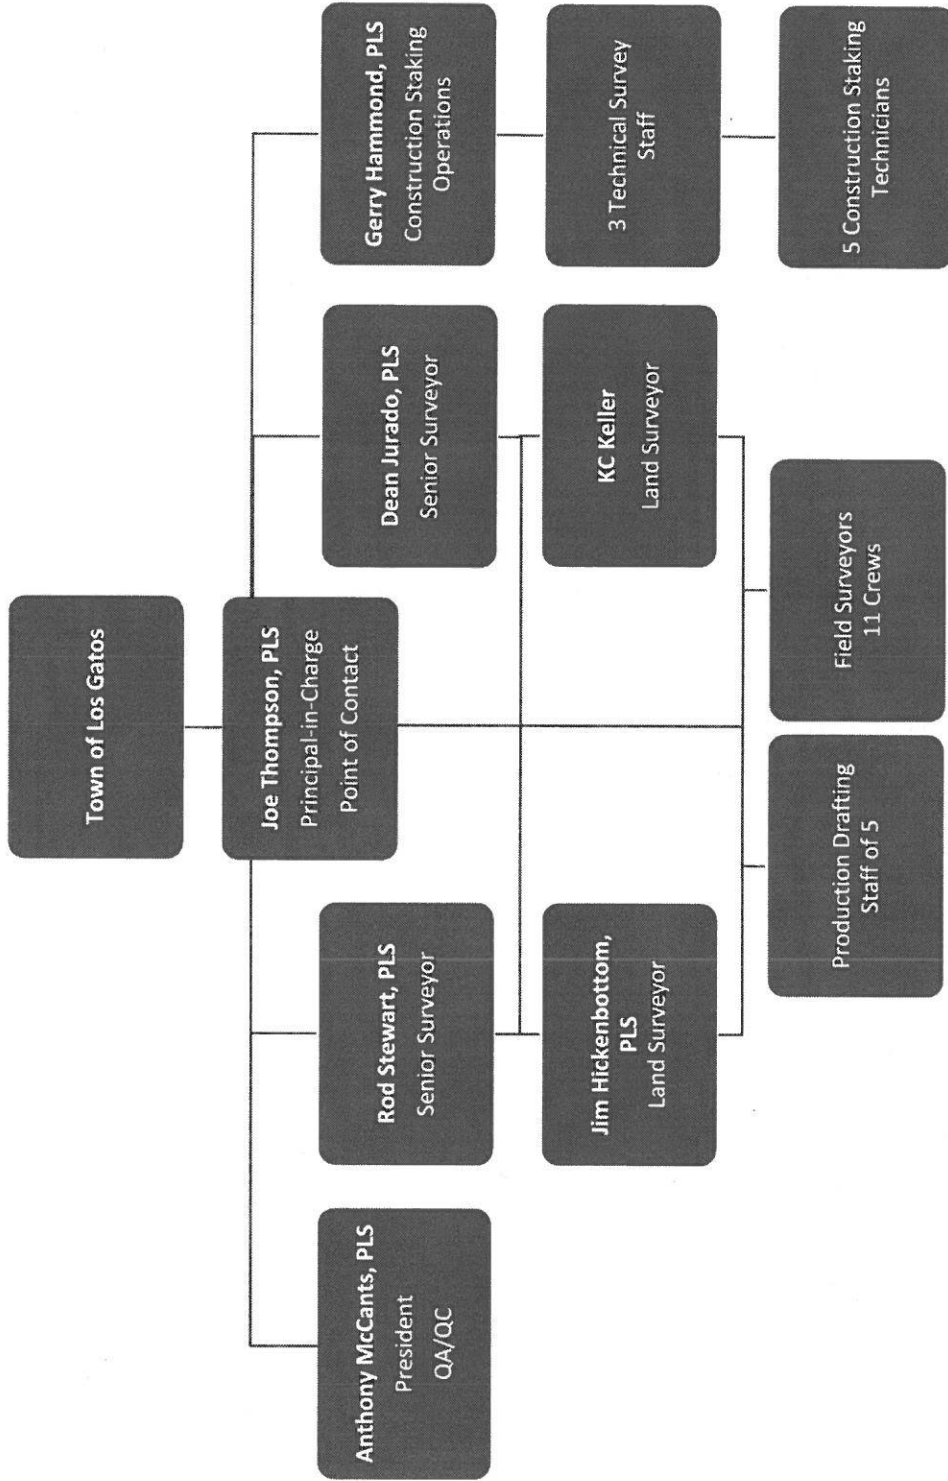 Town of Los Gatos
Joe Thompson, PLS
Principal-in-Charge
Point of Contact
Anthony McCants, PLS
President
QA/QC
Rod Stewart, PLS
Senior Surveyor
Dean Jurado, PLS
Senior Surveyor
Gerry Hammond, PLS
Construction Staking
Operations
Jim Hickenbottom,
PLS
Land Surveyor
KC Keller
Land Surveyor
3 Technical Survey
Staff
Production Drafting
Staff of 5
Field Surveyors
11 Crews
5 Construction Staking
Technicians